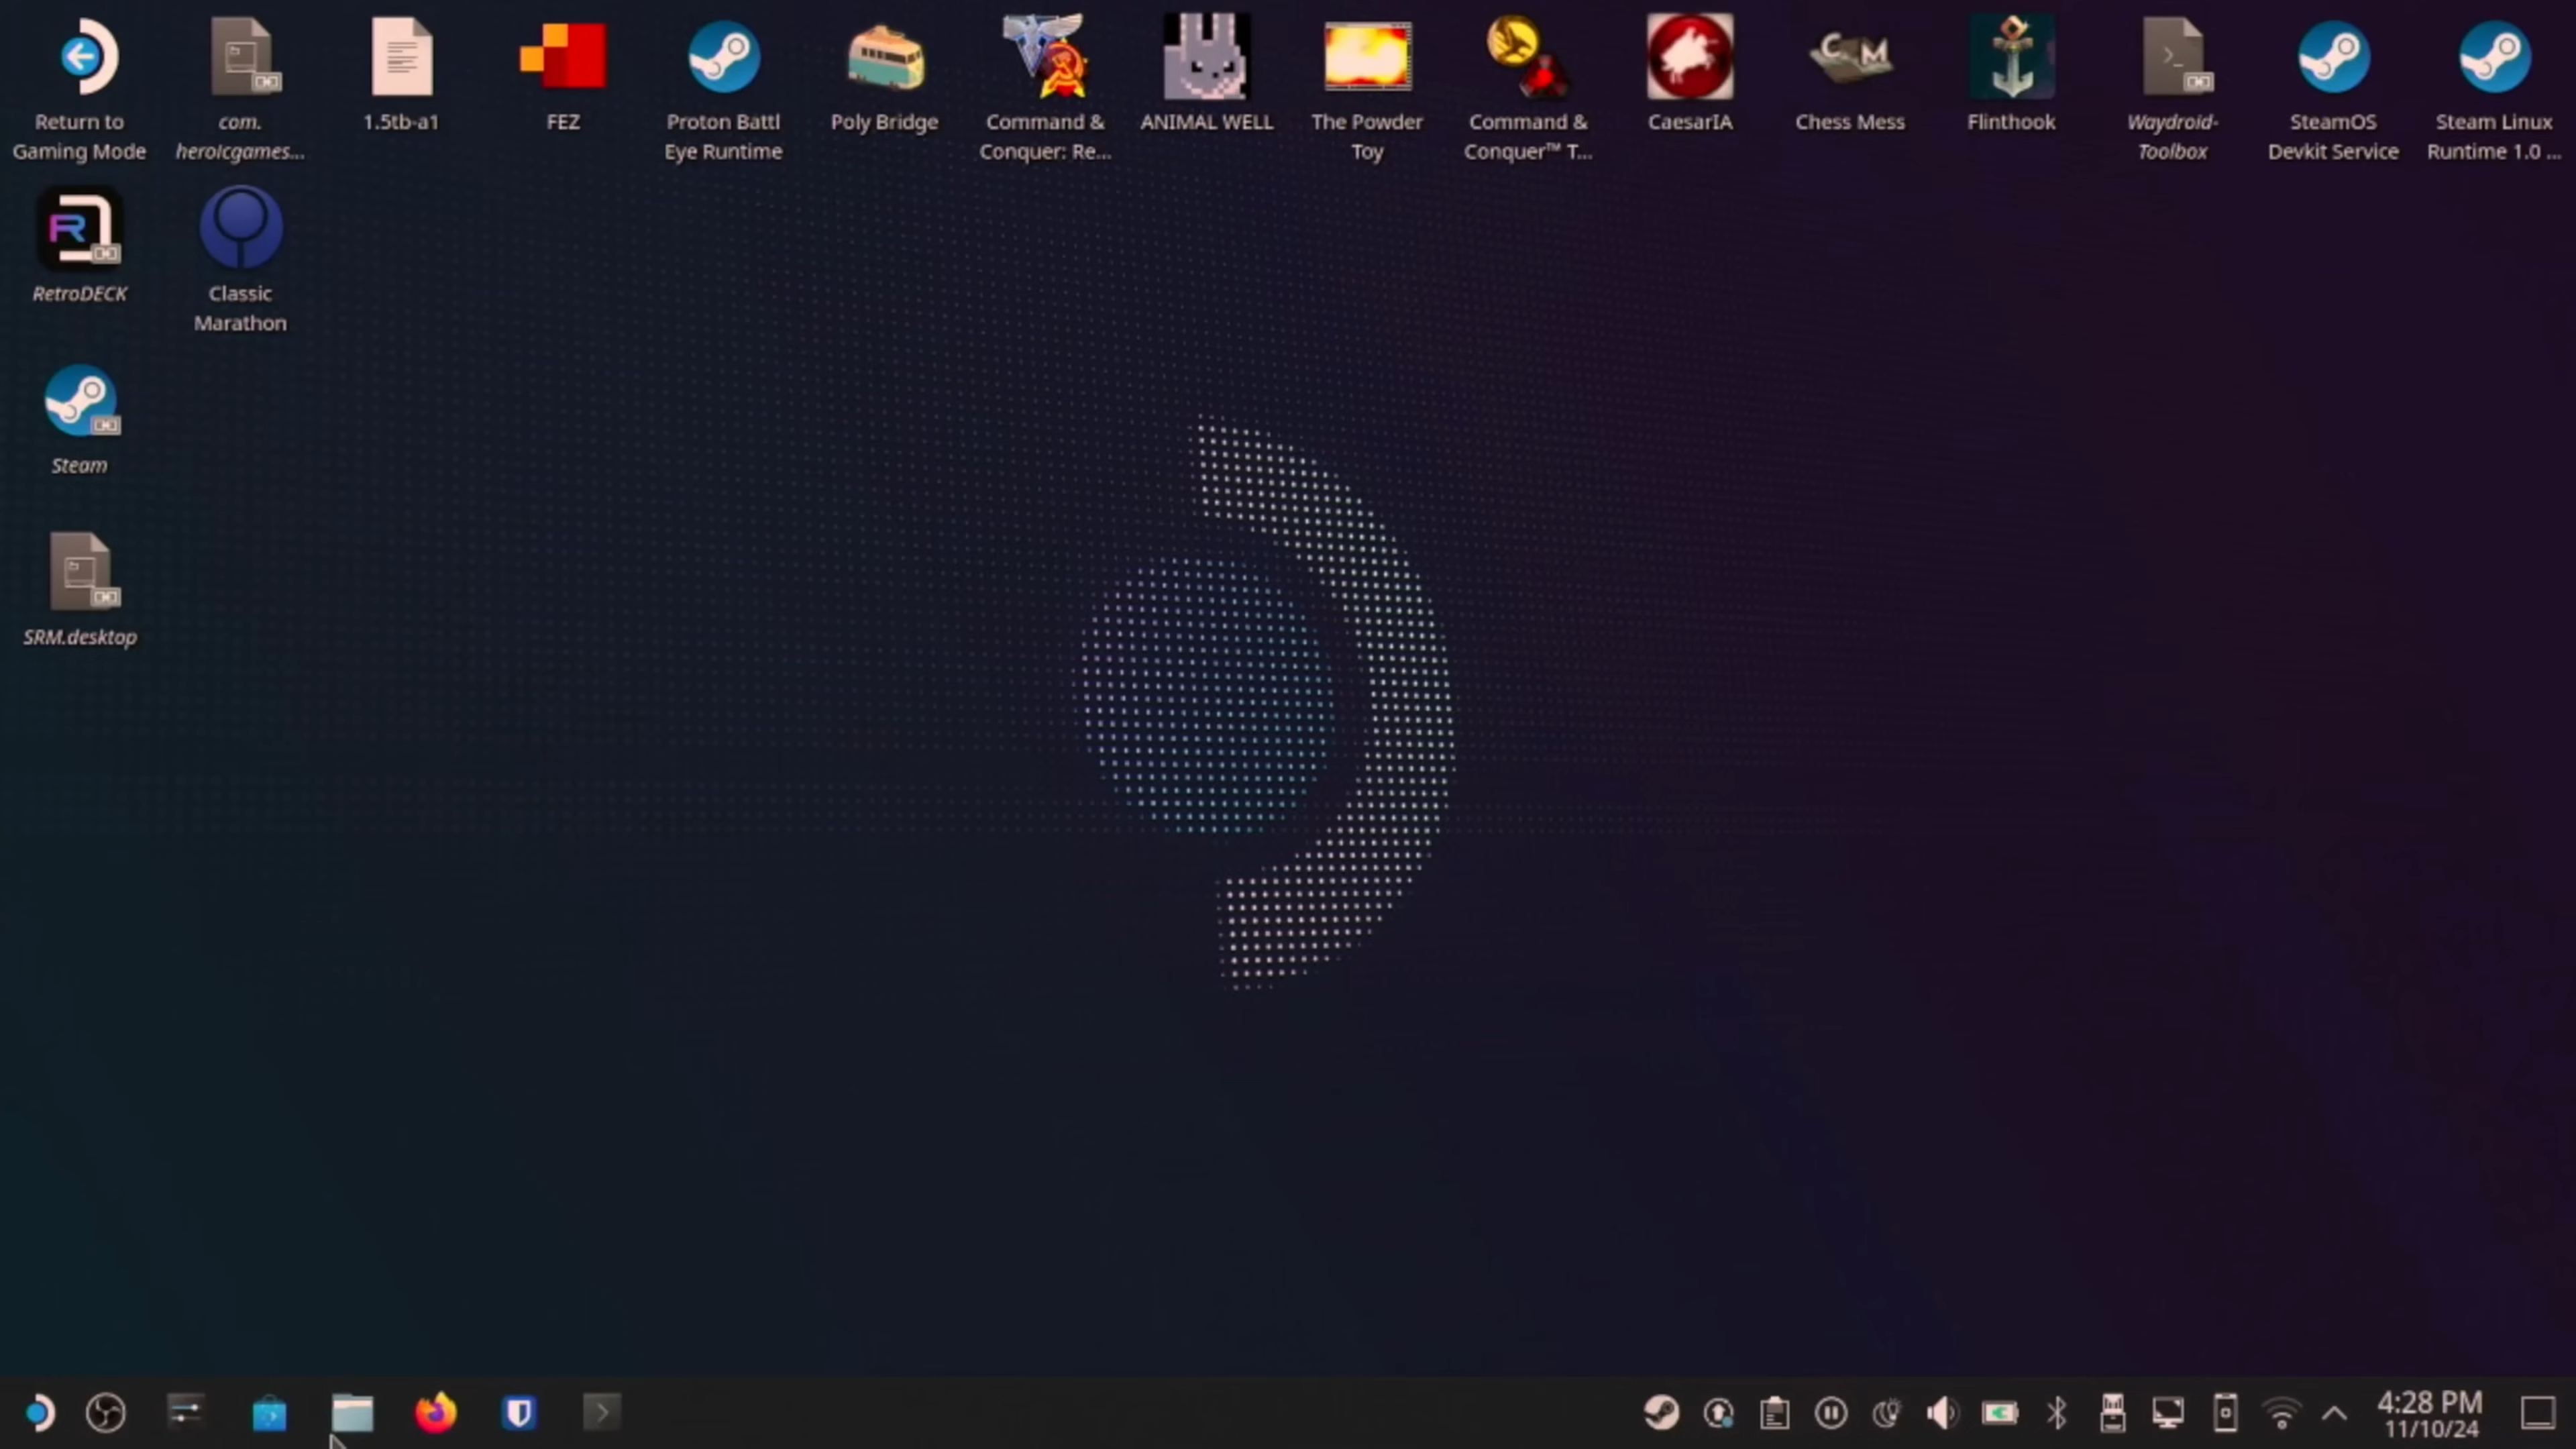 Return to
Gaming Mode
com.
heroicgames...
1.5tb-a1
FEZ
Proton Battl
Eye Runtime
Poly Bridge
Command &
Conquer: Re...
ANIMAL WELL
The Powder
Toy
Command &
Conquer™ T...
CaesarIA
CM
Chess Mess
Flinthook
Waydroid-
Toolbox
SteamOS
Devkit Service
Steam Linux
Runtime 1.0 ...
R
RetroDECK
Classic
Marathon
Steam
SRM.desktop
4:28 PM
11/10/24